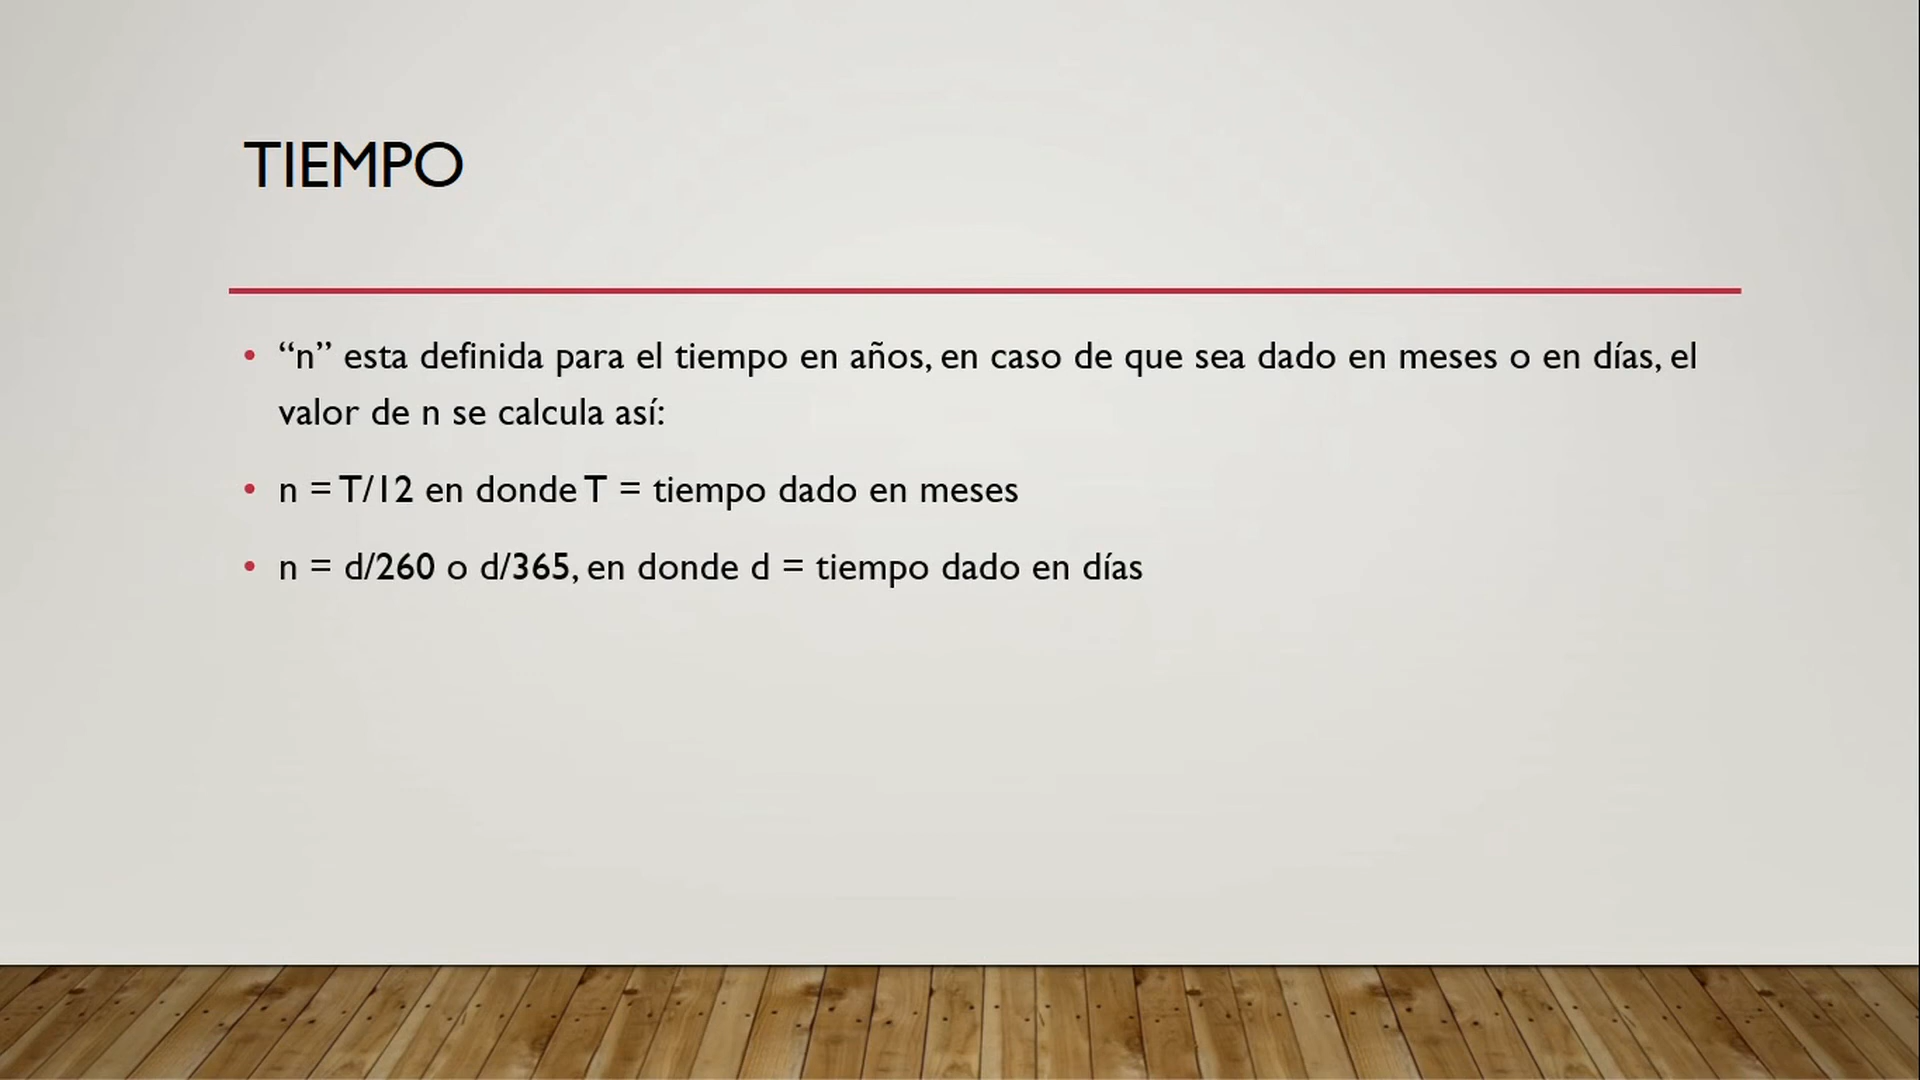 TIEMPO
“n” esta definida para el tiempo en años, en caso de que sea dado en meses o en días, el
valor de n se calcula así:
n = T/12 en donde T = tiempo dado en meses
n = d/260 o d/365, en donde d = tiempo dado en días